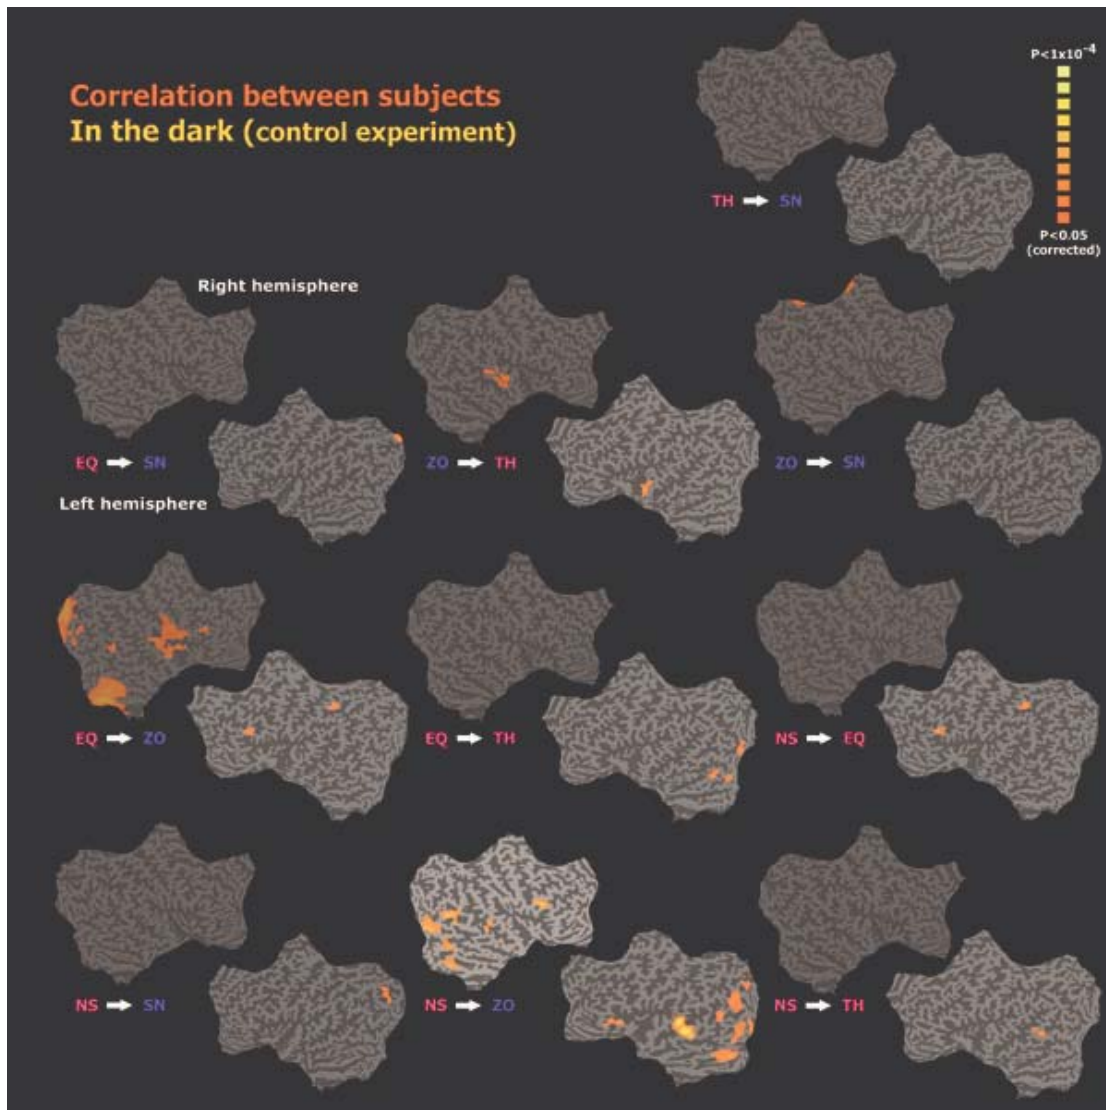 Correlation between subjects
In the dark (control experiment)
P<1x10⁻⁴
P<0.05
(corrected)
TH ➡ SN
Right hemisphere
EQ ➡ SN
ZO ➡ TH
ZO ➡ SN
Left hemisphere
EQ ➡ ZO
EQ ➡ TH
NS ➡ EQ
NS ➡ SN
NS ➡ ZO
NS ➡ TH